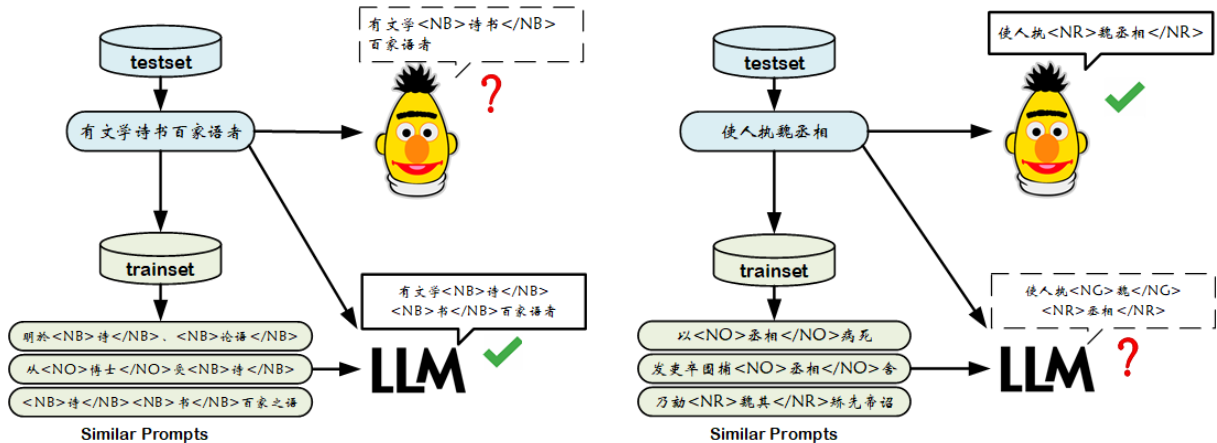 testset
有文学诗书百家语者
有文学<NB>诗书</NB>
百家语者
?
trainset
有文学<NB>诗</NB>
<NB>书</NB>百家语者
明於<NB>诗</NB>、<NB>论语</NB>
从<NO>博士</NO>受<NB>诗</NB>
<NB>诗</NB><NB>书</NB>百家之语
LLM
Similar Prompts
testset
使人执魏丞相
使人执<NR>魏丞相</NR>
trainset
使人执<NG>魏</NG>
<NR>丞相</NR>
以<NO>丞相</NO>病死
发吏卒围捕<NO>丞相</NO>舍
乃劾<NR>魏其</NR>矫先帝诏
LLM
?
Similar Prompts